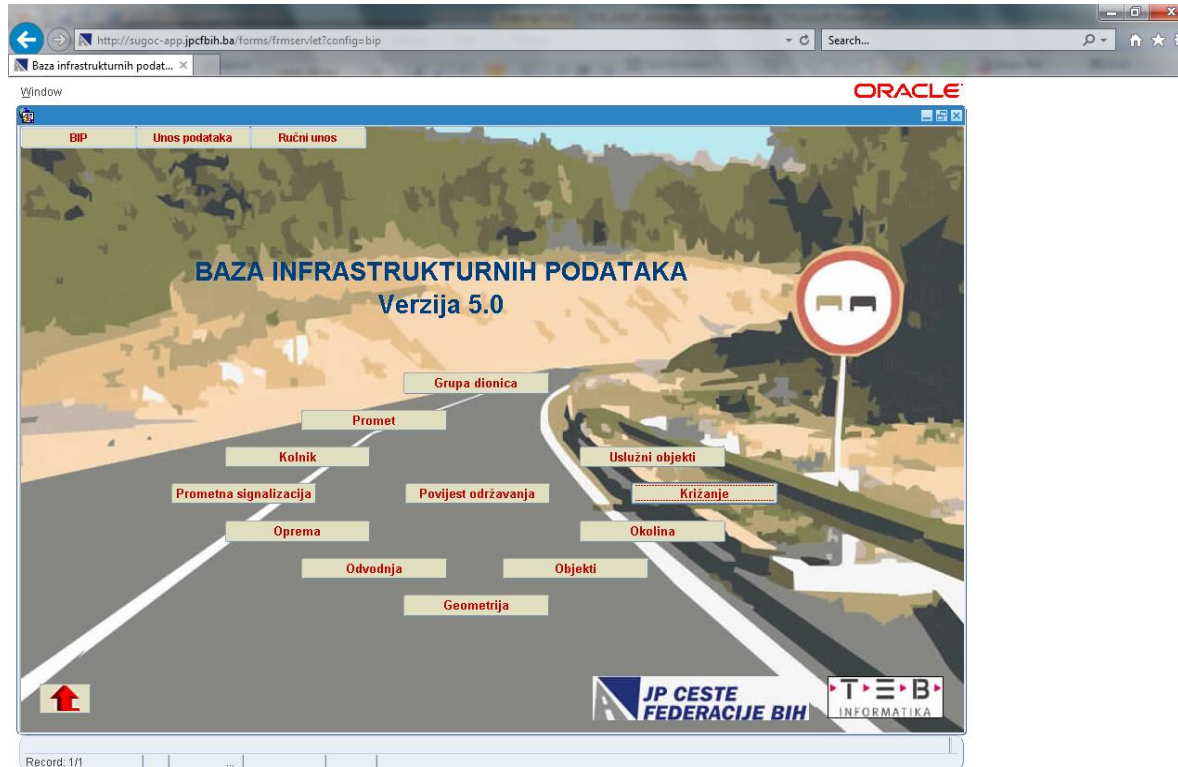 http://sugoc-app.jpcfbih.ba/forms/frmservlet?config=bip
Search...
Baza infrastrukturnih podat...
Window
ORACLE
BIP
Unos podataka
Ručni unos
BAZA INFRASTRUKTURNIH PODATAKA
Verzija 5.0
Grupa dionica
Promet
Kolnik
Uslužni objekti
Prometna signalizacija
Povijest održavanja
Križanje
Oprema
Okolina
Odvodnja
Objekti
Geometrija
JP CESTE
FEDERACIJE BIH
T E B
INFORMATIKA
Record: 1/1
...